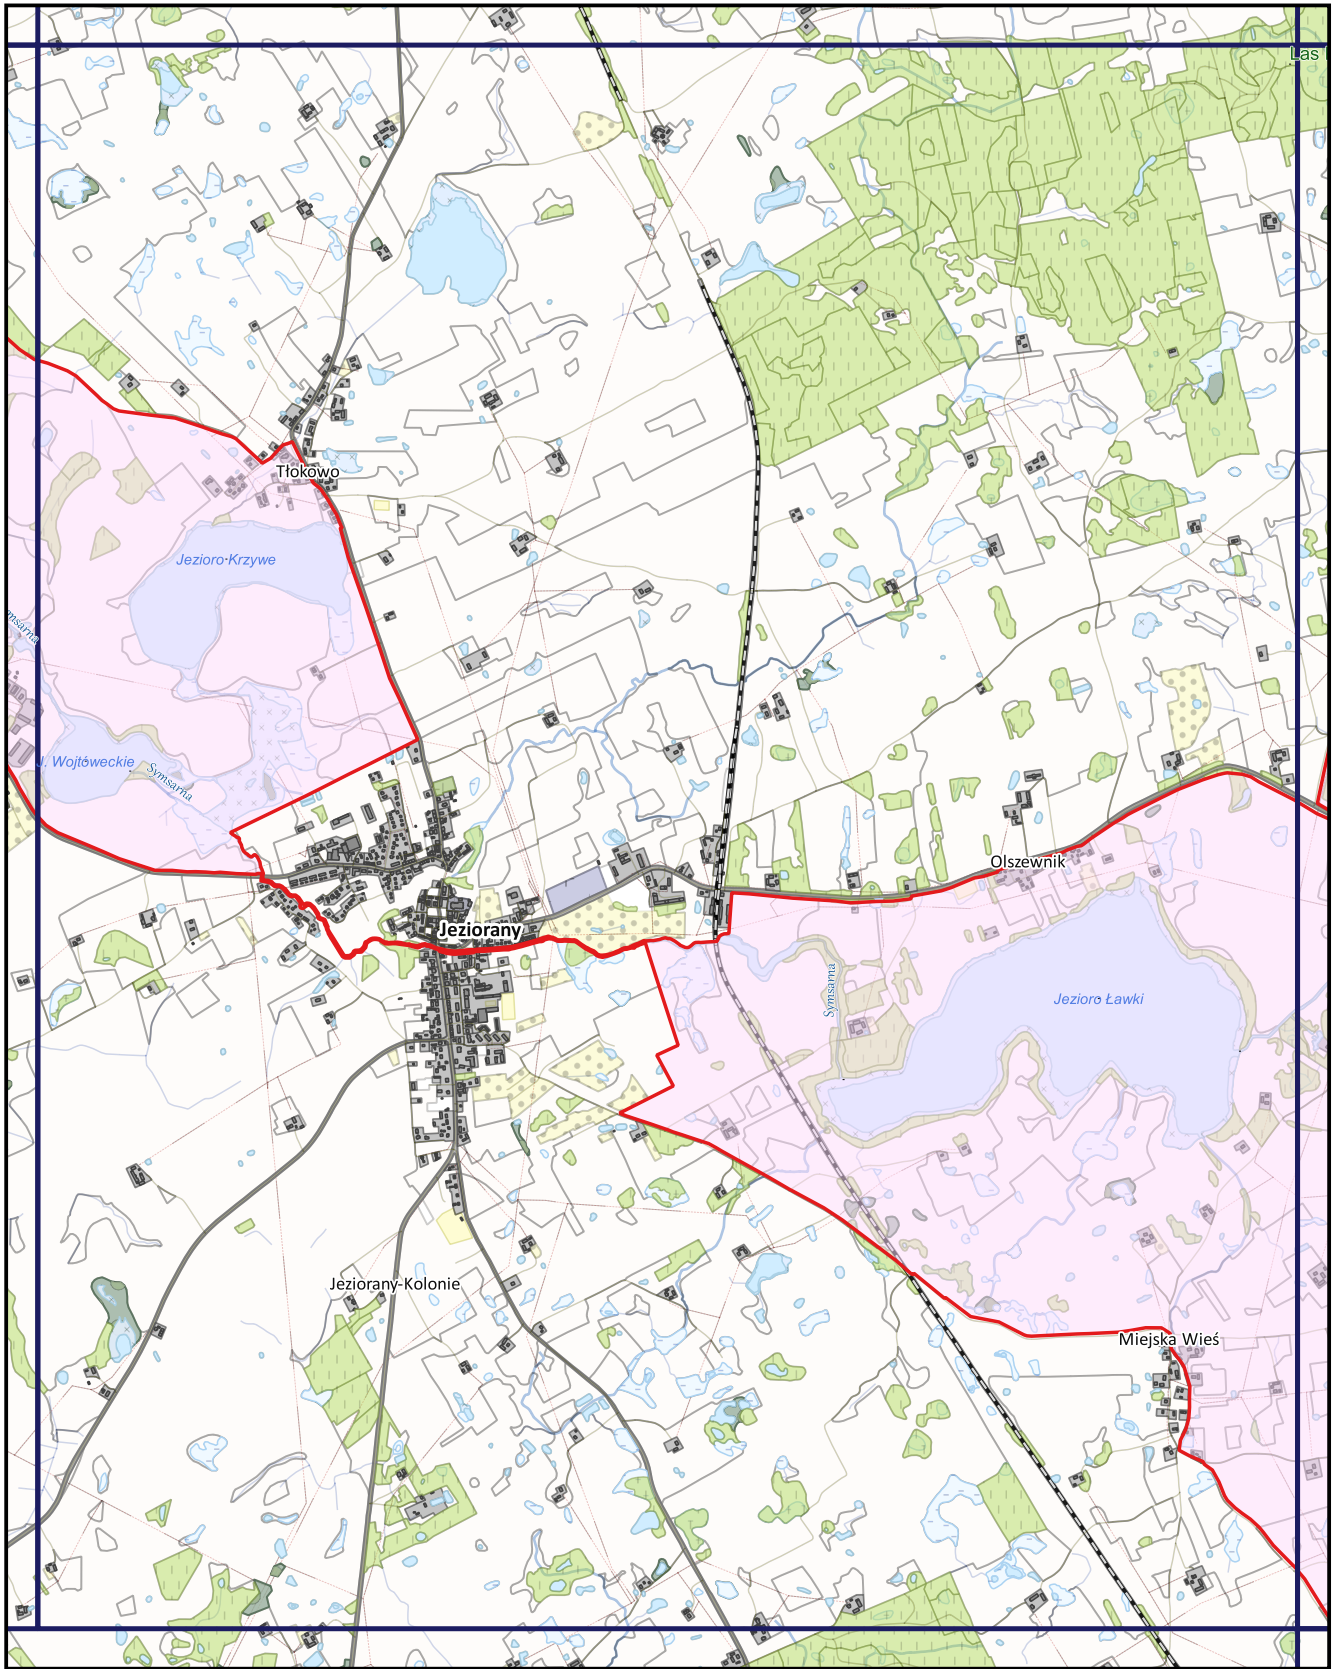 Las
Tłokowo
Jezioro Krzywe
J. Wojtóweckie
Symsarna
Olszewnik
Jeziorany
Symsarna
Jezioro Ławki
Jeziorany-Kolonie
Miejska Wieś